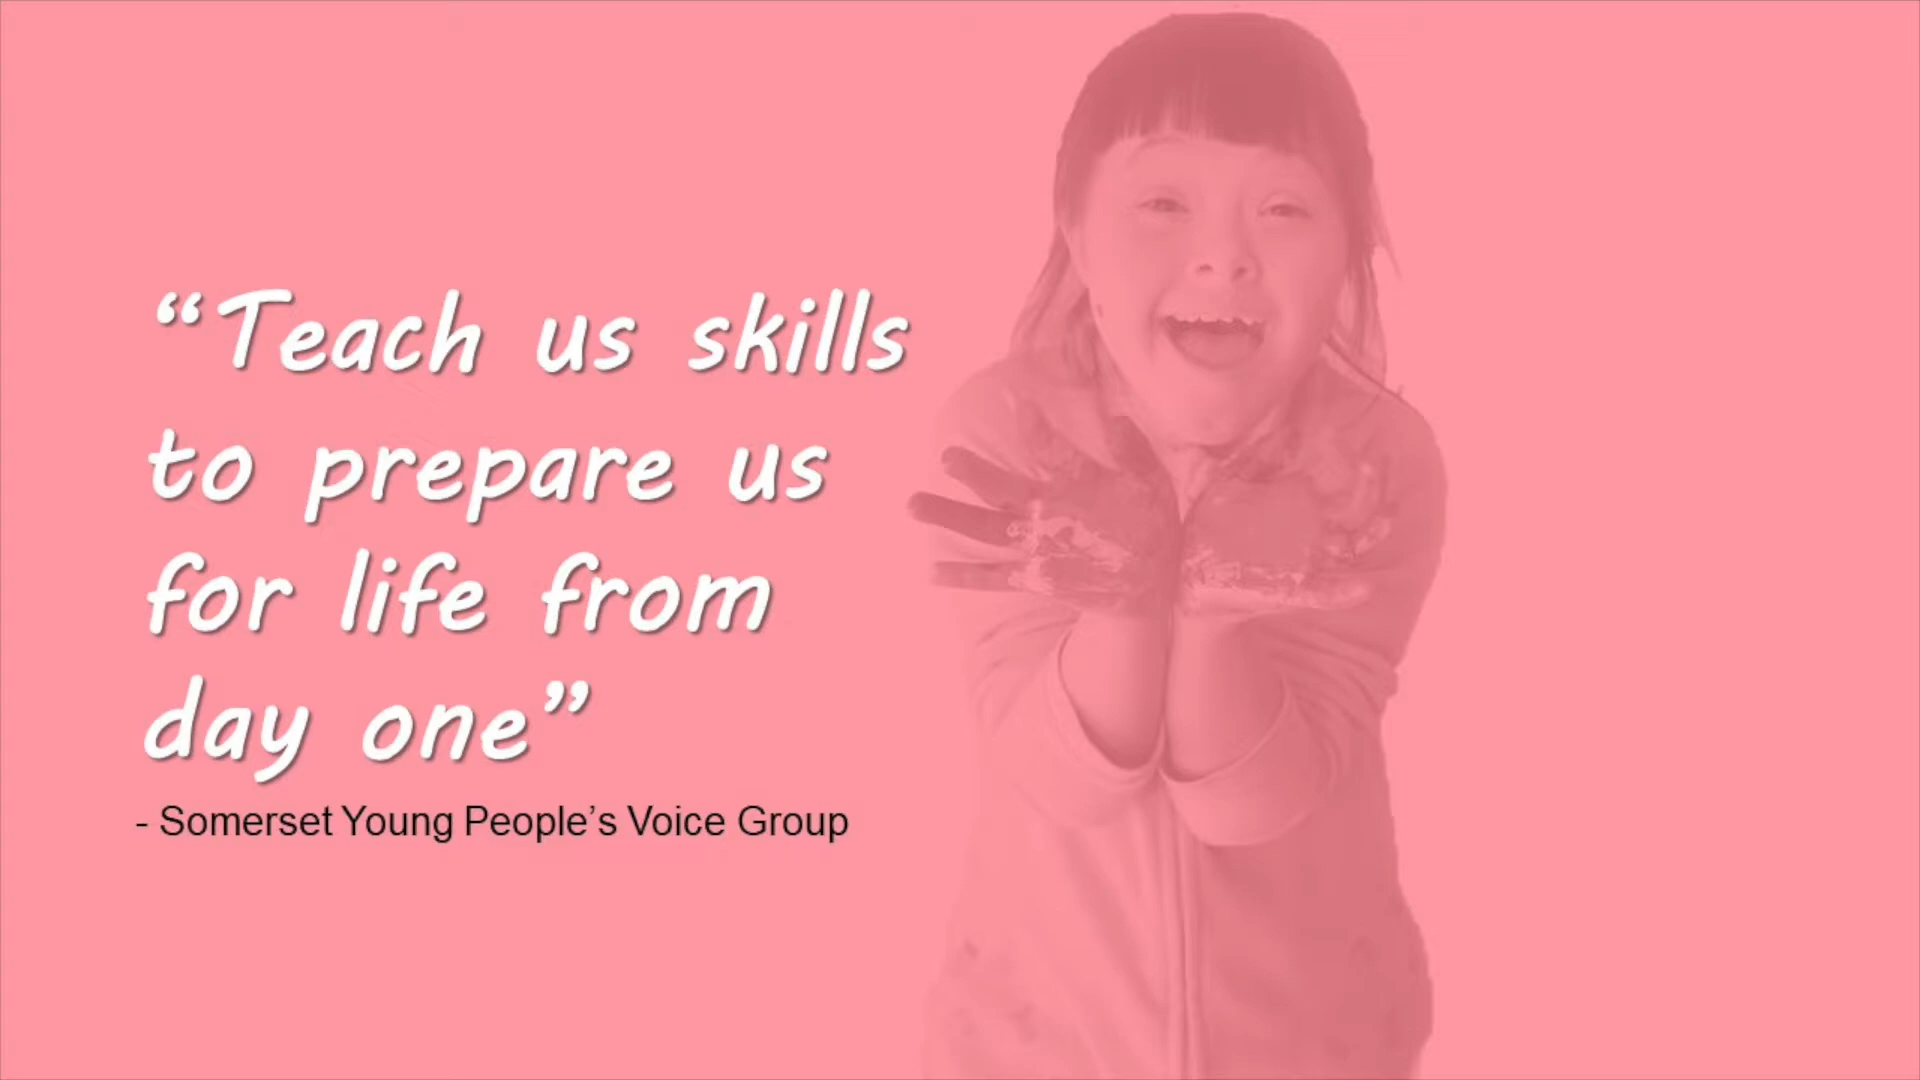 “Teach us skills
to prepare us
for life from
day one”
- Somerset Young People’s Voice Group